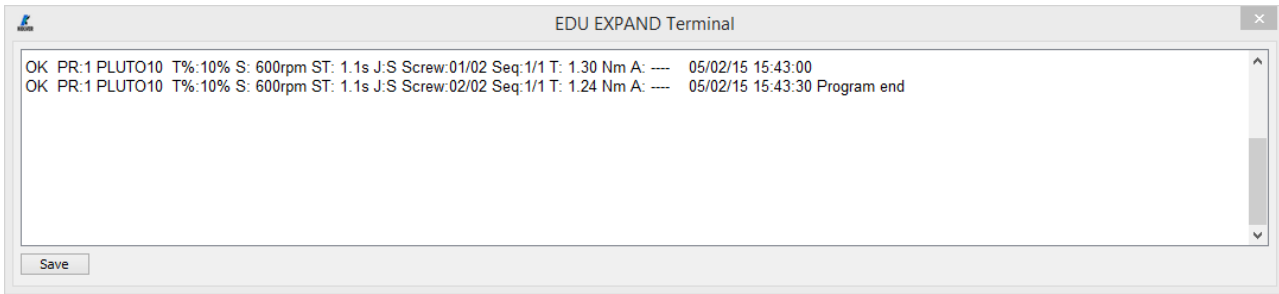 KOLVER
EDU EXPAND Terminal
OK PR:1 PLUTO10 T%:10% S: 600rpm ST: 1.1s J:S Screw:01/02 Seq:1/1 T: 1.30 Nm A: ---- 05/02/15 15:43:00
OK PR:1 PLUTO10 T%:10% S: 600rpm ST: 1.1s J:S Screw:02/02 Seq:1/1 T: 1.24 Nm A: ---- 05/02/15 15:43:30 Program end
Save